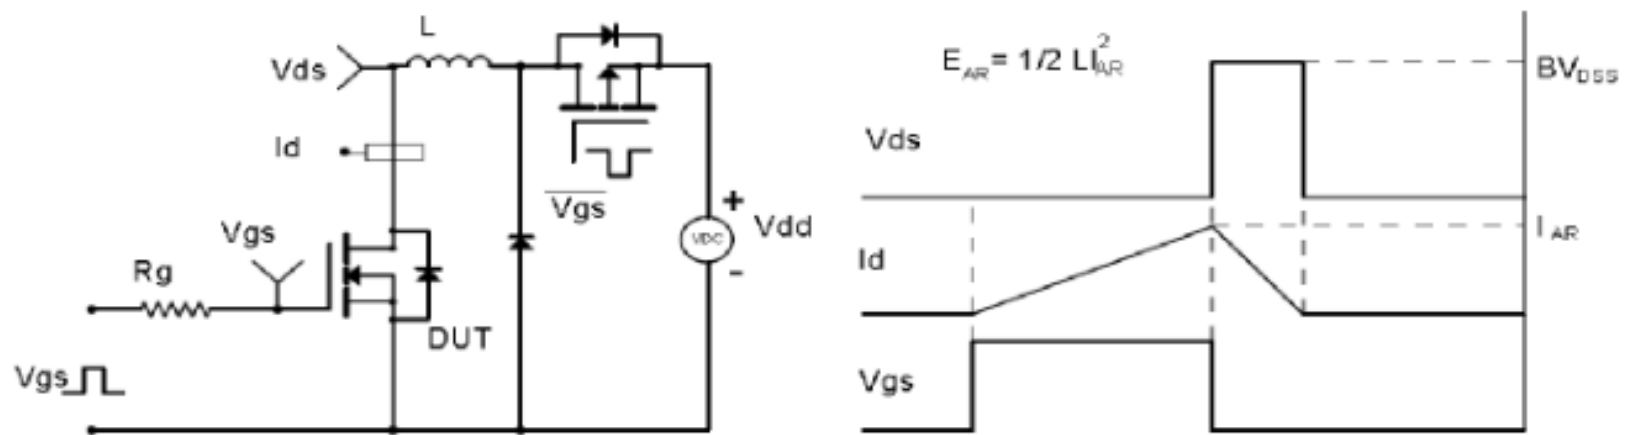 L
Vds
Id
Vgs
Vgs
Rg
DUT
Vgs
+
VDC
Vdd
-
E_AR = 1/2 LI_AR^2
BV_DSS
Vds
I_AR
Id
Vgs